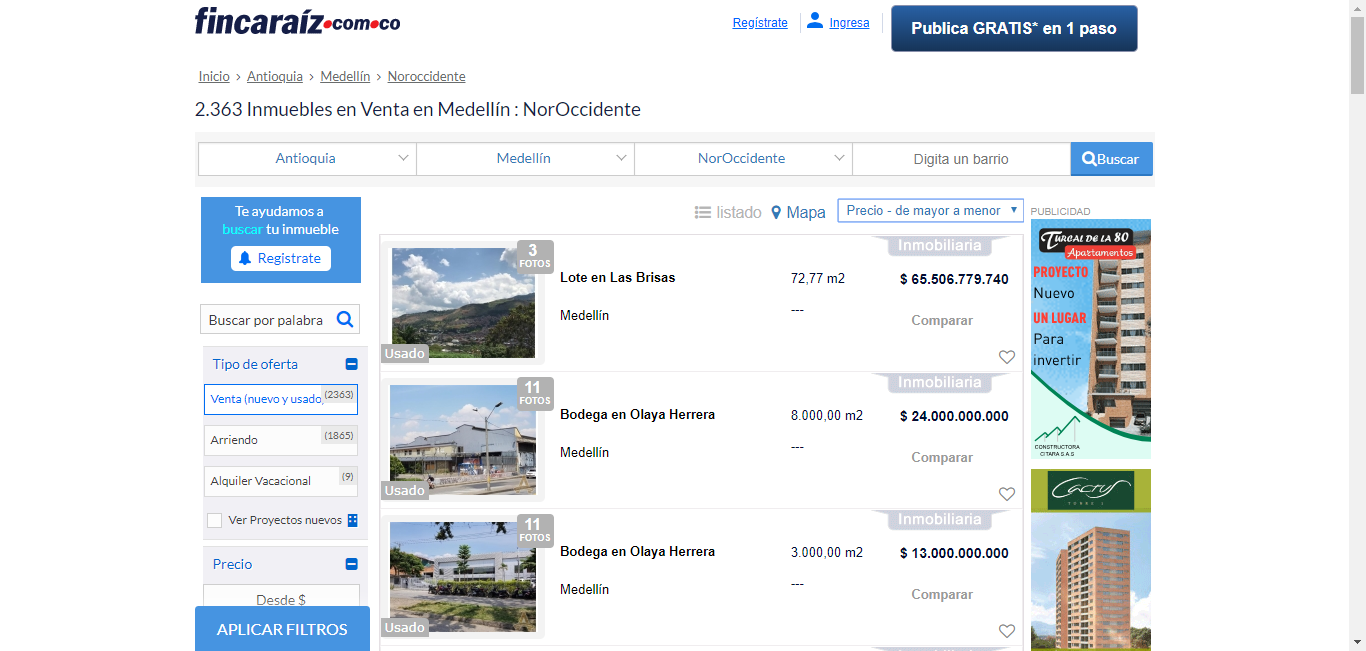 fincaraíz.com.co
Regístrate
Ingresa
Publica GRATIS* en 1 paso
Inicio › Antioquia › Medellín › Noroccidente
2.363 Inmuebles en Venta en Medellín : NorOccidente
Antioquia
Medellín
NorOccidente
Digita un barrio
Buscar
Te ayudamos a
buscar tu inmueble
Registrate
Buscar por palabra
Tipo de oferta
Venta (nuevo y usado) (2363)
Arriendo (1865)
Alquiler Vacacional (9)
Ver Proyectos nuevos
Precio
Desde $
APLICAR FILTROS
listado
Mapa
Precio - de mayor a menor
3
FOTOS
Usado
Lote en Las Brisas
Medellín
72,77 m2
---
Inmobiliaria
$ 65.506.779.740
Comparar
11
FOTOS
Usado
Bodega en Olaya Herrera
Medellín
8.000,00 m2
---
Inmobiliaria
$ 24.000.000.000
Comparar
11
FOTOS
Usado
Bodega en Olaya Herrera
Medellín
3.000,00 m2
---
Inmobiliaria
$ 13.000.000.000
Comparar
Inmobiliaria
PUBLICIDAD
TURCAL DE LA 80
Apartamentos
PROYECTO
Nuevo
UN LUGAR
Para
invertir
CONSTRUCTORA
CITARA S.A.S
Cactus